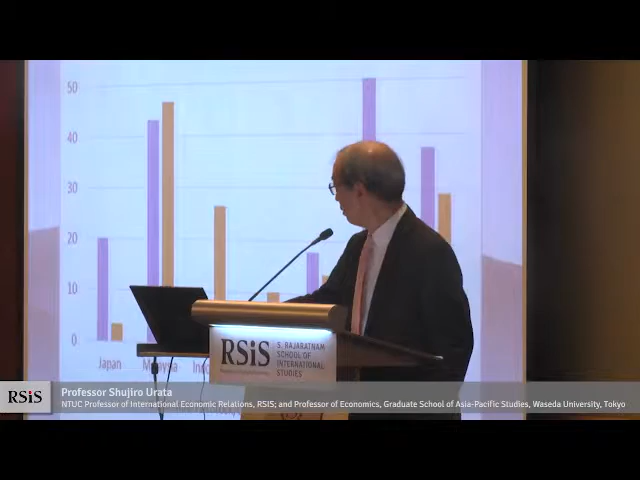 50
40
30
20
10
0
Japan
RSiS
S. RAJARATNAM
SCHOOL OF
INTERNATIONAL
STUDIES
RSiS
Professor Shujiro Urata
NTUC Professor of International Economic Relations, RSIS; and Professor of Economics, Graduate School of Asia-Pacific Studies, Waseda University, Tokyo